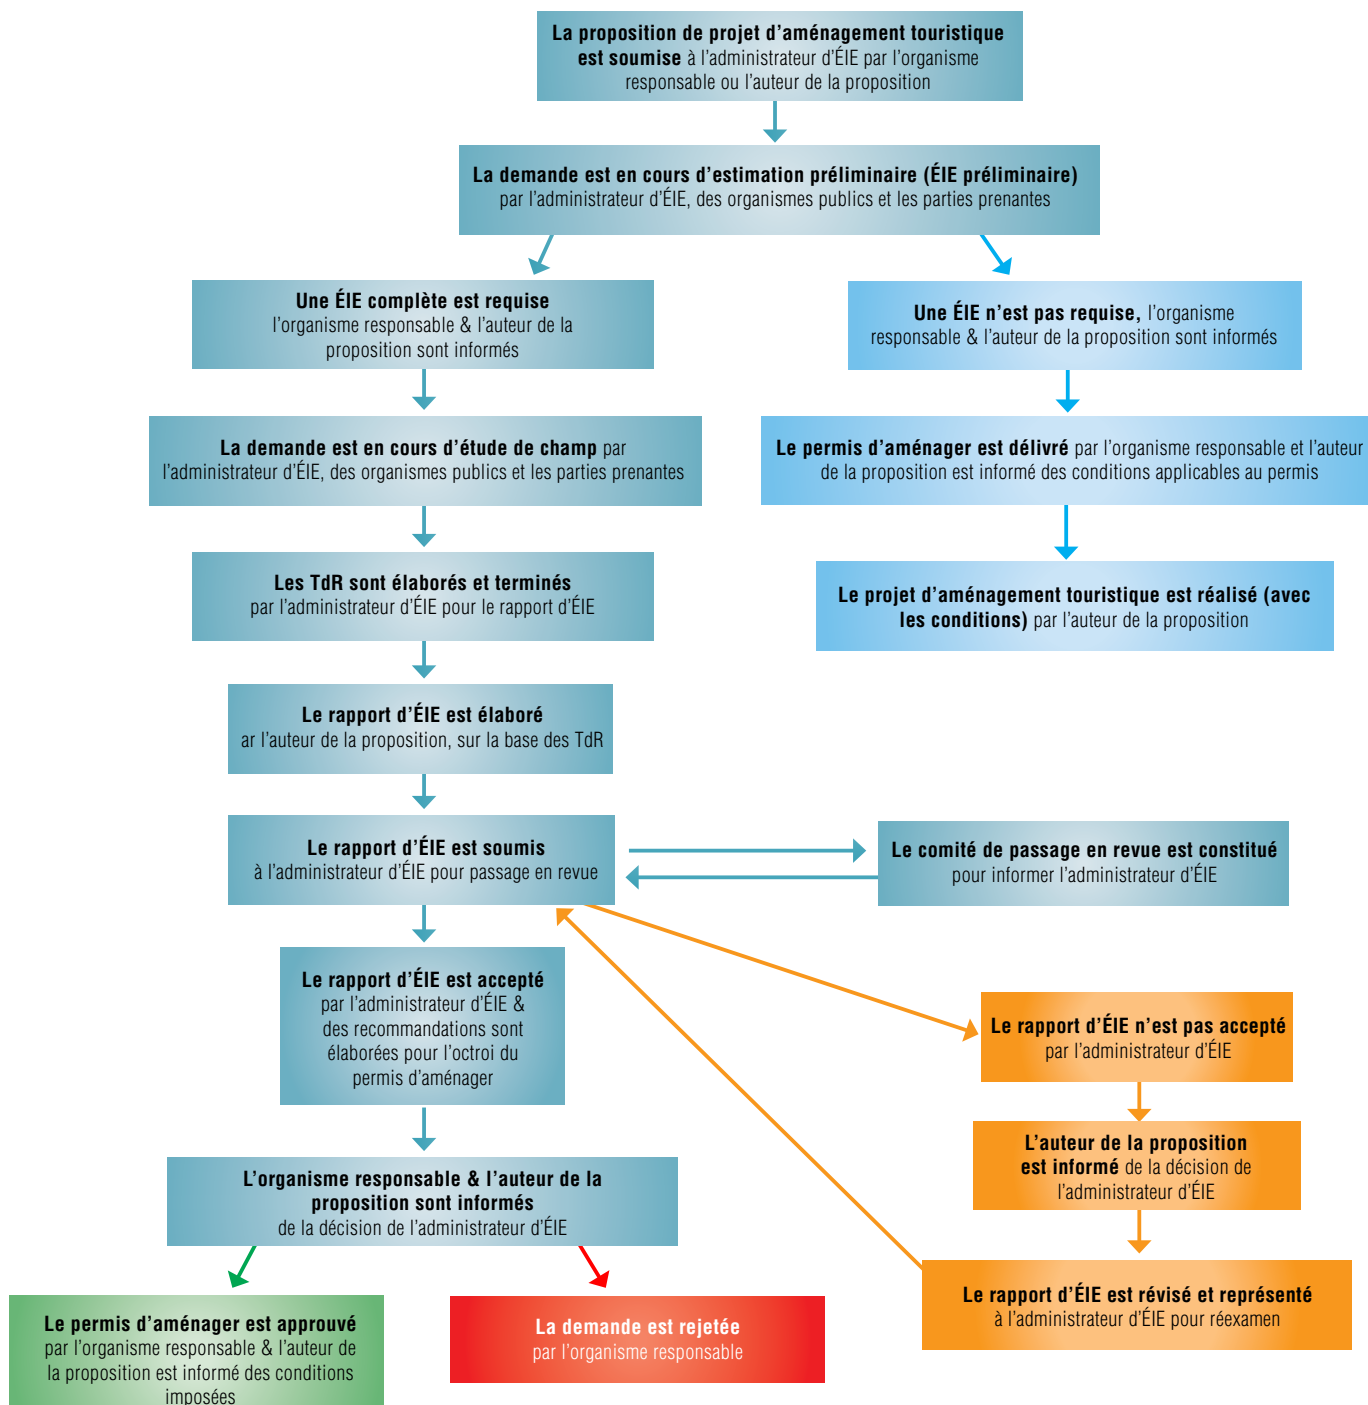 La proposition de projet d'aménagement touristique
est soumise à l'administrateur d'ÉIE par l'organisme
responsable ou l'auteur de la proposition
La demande est en cours d'estimation préliminaire (ÉIE préliminaire)
par l'administrateur d'ÉIE, des organismes publics et les parties prenantes
Une ÉIE complète est requise
l'organisme responsable & l'auteur de la
proposition sont informés
Une ÉIE n'est pas requise, l'organisme
responsable & l'auteur de la proposition sont informés
La demande est en cours d'étude de champ par
l'administrateur d'ÉIE, des organismes publics et les parties prenantes
Le permis d'aménager est délivré par l'organisme responsable et l'auteur
de la proposition est informé des conditions applicables au permis
Les TdR sont élaborés et terminés
par l'administrateur d'ÉIE pour le rapport d'ÉIE
Le projet d'aménagement touristique est réalisé (avec
les conditions) par l'auteur de la proposition
Le rapport d'ÉIE est élaboré
ar l'auteur de la proposition, sur la base des TdR
Le rapport d'ÉIE est soumis
à l'administrateur d'ÉIE pour passage en revue
Le comité de passage en revue est constitué
pour informer l'administrateur d'ÉIE
Le rapport d'ÉIE est accepté
par l'administrateur d'ÉIE &
des recommandations sont
élaborées pour l'octroi du
permis d'aménager
Le rapport d'ÉIE n'est pas accepté
par l'administrateur d'ÉIE
L'auteur de la proposition
est informé de la décision de
l'administrateur d'ÉIE
L'organisme responsable & l'auteur de la
proposition sont informés
de la décision de l'administrateur d'ÉIE
Le rapport d'ÉIE est révisé et représenté
à l'administrateur d'ÉIE pour réexamen
Le permis d'aménager est approuvé
par l'organisme responsable & l'auteur de
la proposition est informé des conditions
imposées
La demande est rejetée
par l'organisme responsable